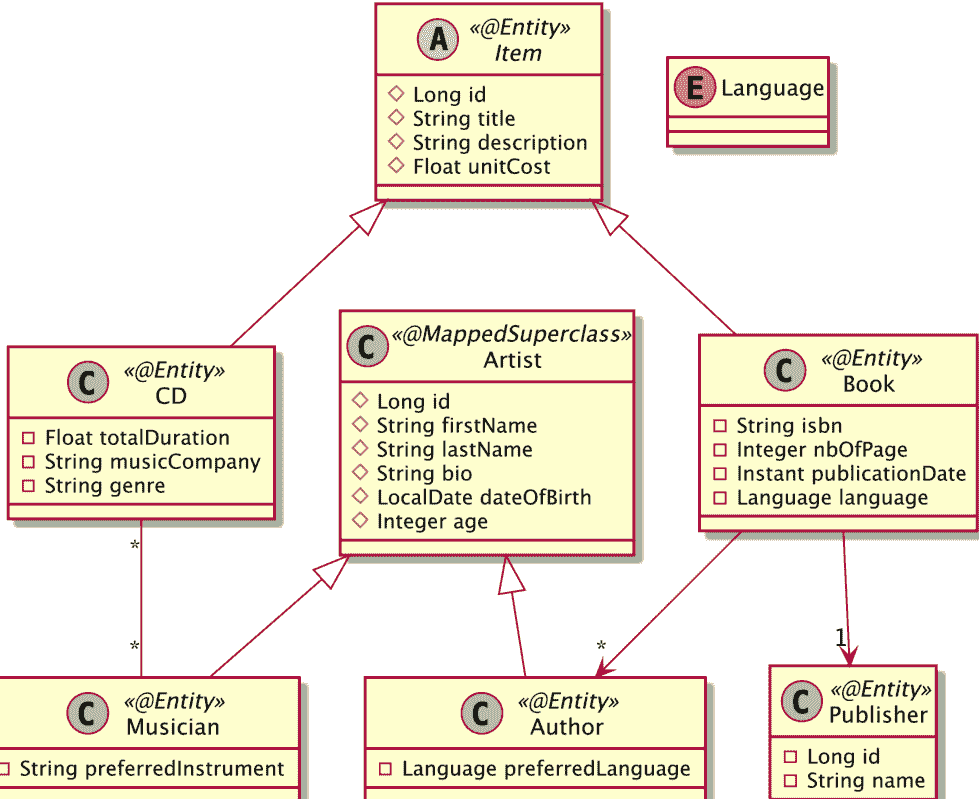 A «@Entity»
Item
Long id
String title
String description
Float unitCost
E Language
C «@Entity»
CD
Float totalDuration
String musicCompany
String genre
C «@MappedSuperclass»
Artist
Long id
String firstName
String lastName
String bio
LocalDate dateOfBirth
Integer age
C «@Entity»
Book
String isbn
Integer nbOfPage
Instant publicationDate
Language language
*
*
*
1
C «@Entity»
Musician
String preferredInstrument
C «@Entity»
Author
Language preferredLanguage
C «@Entity»
Publisher
Long id
String name